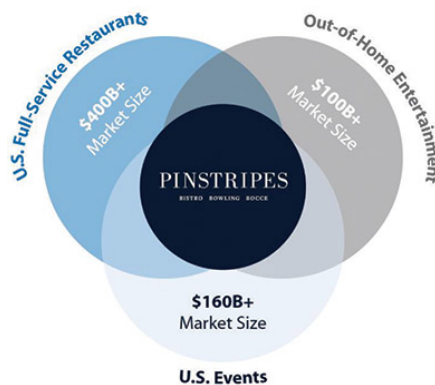 U.S. Full-Service Restaurants
Out-of-Home Entertainment
$400B+
Market Size
$100B+
Market Size
PINSTRIPES
BISTRO BOWLING BOCCE
$160B+
Market Size
U.S. Events